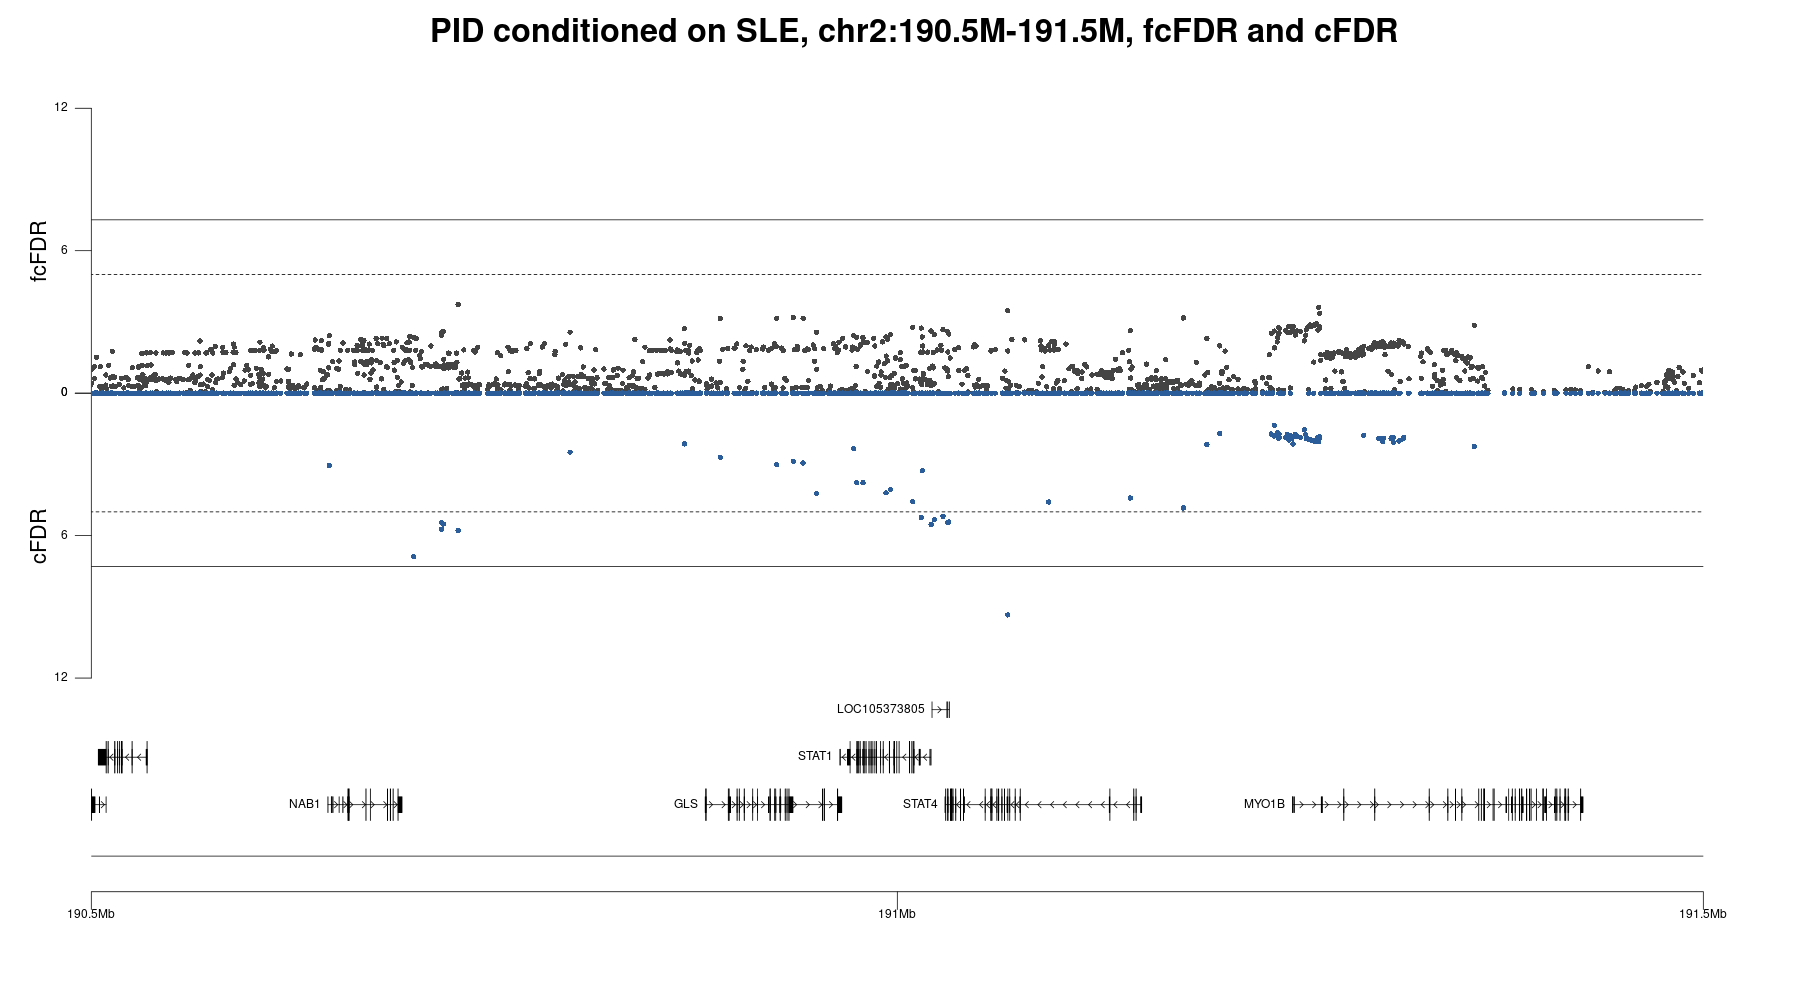 PID conditioned on SLE, chr2:190.5M-191.5M, fcFDR and cFDR
12
6
0
6
12
fcFDR
cFDR
LOC105373805
STAT1
NAB1
GLS
STAT4
MYO1B
190.5Mb
191Mb
191.5Mb